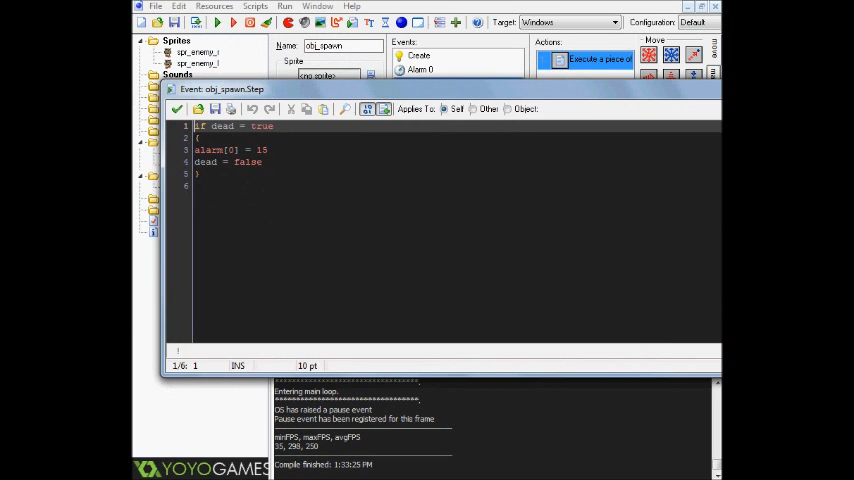 File Edit Resources Scripts Run Window Help
Target: Windows Configuration: Default
Sprites
spr_enemy_r
spr_enemy_l
Sounds
Name: obj_spawn
Sprite
<no sprite>
Events:
Create
Alarm 0
Actions:
Execute a piece of
Move
move
Event: obj_spawn.Step
Applies To: Self Other Object:
1 if dead = true
2 {
3 alarm[0] = 15
4 dead = false
5 }
6
1/6: 1 INS 10 pt
Entering main loop.
OS has raised a pause event
Pause event has been registered for this frame
minFPS, maxFPS, avgFPS
35, 298, 250
Compile finished: 1:33:25 PM
YOYOGAMES